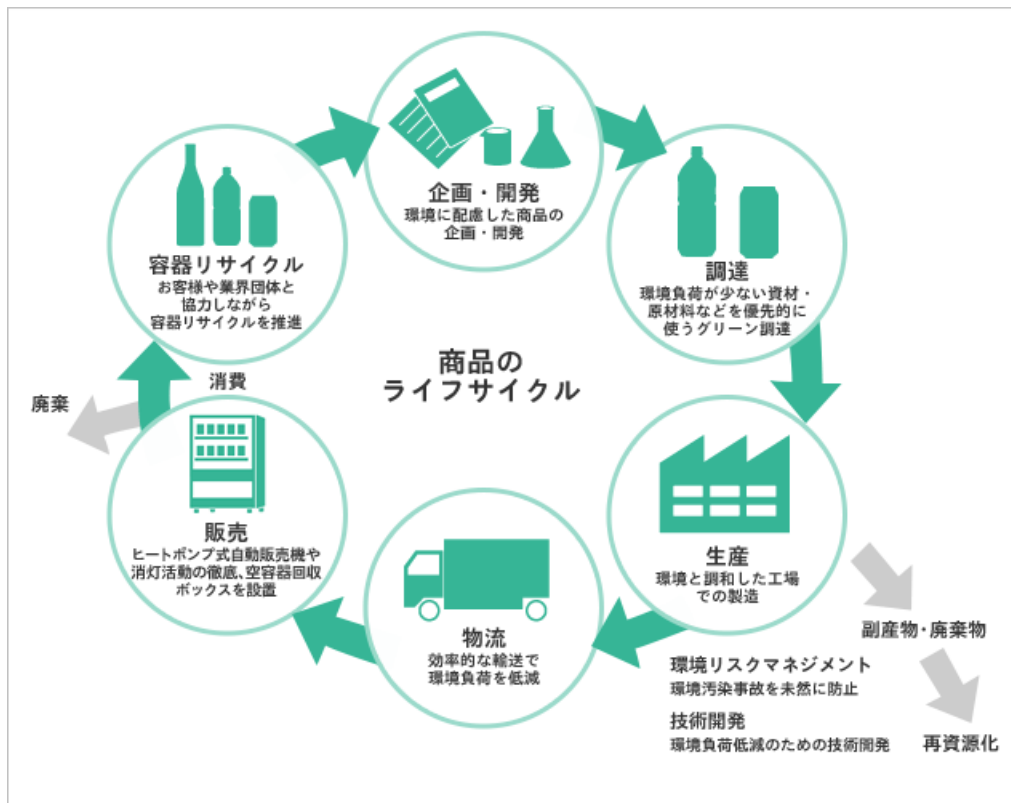 企画・開発
環境に配慮した商品の
企画・開発
調達
環境負荷が少ない資材・
原材料などを優先的に
使うグリーン調達
生産
環境と調和した工場
での製造
副産物・廃棄物
再資源化
環境リスクマネジメント
環境汚染事故を未然に防止
技術開発
環境負荷低減のための技術開発
物流
効率的な輸送で
環境負荷を低減
販売
ヒートポンプ式自動販売機や
消灯活動の徹底、空容器回収
ボックスを設置
消費
廃棄
容器リサイクル
お客様や業界団体と
協力しながら
容器リサイクルを推進
商品の
ライフサイクル